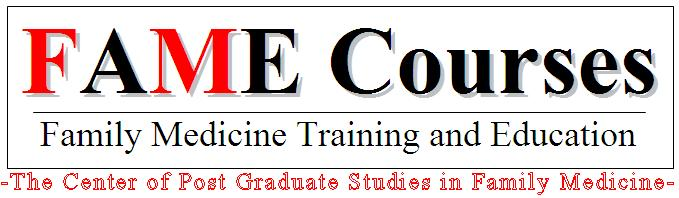 FAME Courses
Family Medicine Training and Education
-The Center of Post Graduate Studies in Family Medicine-